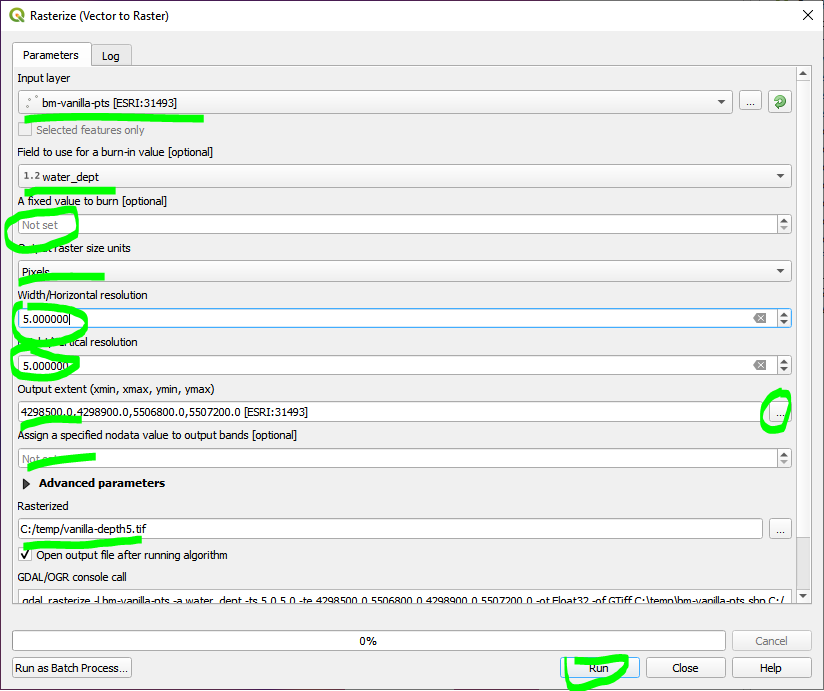 Rasterize (Vector to Raster)
Parameters Log
Input layer
bm-vanilla-pts [ESRI:31493] ...
Selected features only
Field to use for a burn-in value [optional]
1.2 water_dept
A fixed value to burn [optional]
Not set
Output raster size units
Pixels
Width/Horizontal resolution
5.000000
Height/Vertical resolution
5.000000
Output extent (xmin, xmax, ymin, ymax)
4298500.0,4298900.0,5506800.0,5507200.0 [ESRI:31493] ...
Assign a specified nodata value to output bands [optional]
Not set
Advanced parameters
Rasterized
C:/temp/vanilla-depth5.tif ...
Open output file after running algorithm
GDAL/OGR console call
gdal_rasterize -l bm-vanilla-pts -a water_dept -ts 5.0 5.0 -te 4298500.0 5506800.0 4298900.0 5507200.0 -ot Float32 -of GTiff C:\temp\bm-vanilla-pts.shp C:/
0% Cancel
Run as Batch Process... Run Close Help